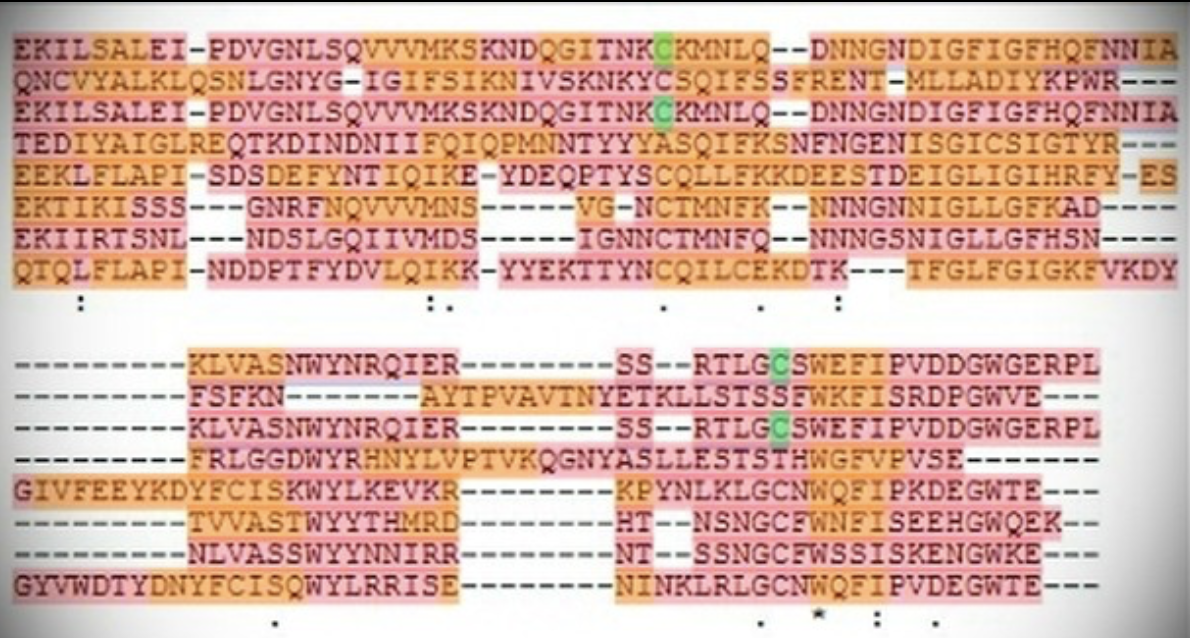 EKILSALEI-PDVGNLSQVVVMKSKNDQGITNKCKMNLQ--DNNGNDIGFIGFHQFNNIA
QNCVYALKLQSNLGNYG-IGIFSIKNIVSKNKYCSQIFSSFRENT-MLLADIYKPWR---
EKILSALEI-PDVGNLSQVVVMKSKNDQGITNKCKMNLQ--DNNGNDIGFIGFHQFNNIA
TEDIYAIGLREQTKDINDNIIFQIQPMNNTYYYASQIFKSNFNGENISGICSIGTYR---
EEKLFLAPI-SDSDEFYNTIQIKE-YDEQPTYSCQLLFKKDEESTDEIGLIGIHRFY-ES
EKTIKISSS---GNRFNQVVVMNS-----VG-NCTMNFK--NNNGNNIGLLGFKAD----
EKIIRTSNL---NDSLGQIIVMDS-----IGNNCTMNFQ--NNNGSNIGLLGFHSN----
QTQLFLAPI-NDDPTFYDVLQIKK-YYEKTTYNCQILCEKDTK---TFGLFGIGKFVKDY
: :. . . :
---------KLVASNWYNRQIER--------SS--RTLGCSWEFIPVDDGWGERPL
---------FSFKN-------AYTPVAVTNYETKLLSTSSFWKFISRDPGWVE---
---------KLVASNWYNRQIER--------SS--RTLGCSWEFIPVDDGWGERPL
---------FRLGGDWYRHNYLVPTVKQGNYASLLESTSTHWGFVPVSE-------
GIVFEEYKDYFCISKWYLKEVKR--------KPYNLKLGCNWQFIPKDEGWTE---
---------TVVASTWYYTHMRD--------HT--NSNGCFWNFISEEHGWQEK--
---------NLVASSWYYNNIRR--------NT--SSNGCFWSSISKENGWKE---
GYVWDTYDNYFCISQWYLRRISE--------NINKLRLGCNWQFIPVDEGWTE---
. . * : .